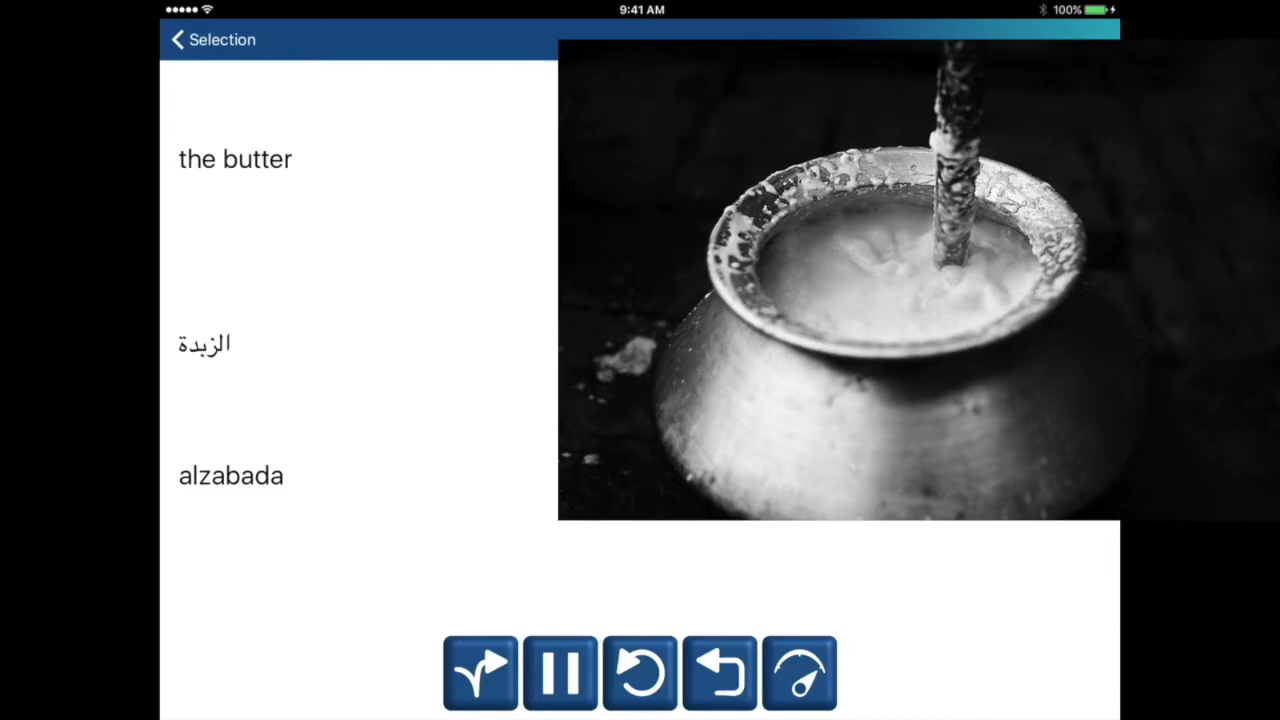 9:41 AM
100%
Selection
the butter
الزبدة
alzabada